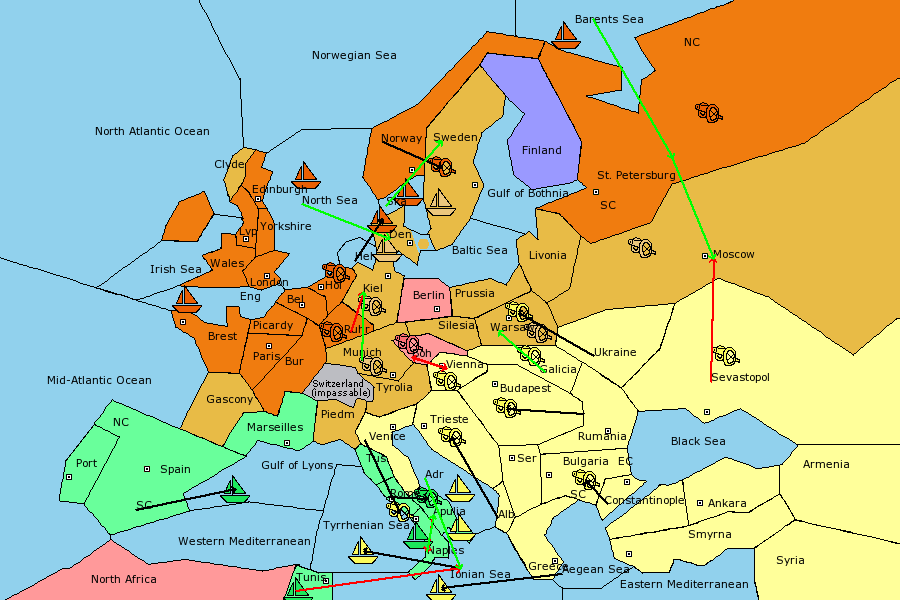 Barents Sea
NC
Norwegian Sea
North Atlantic Ocean
Norway
Sweden
Finland
Clyde
St. Petersburg
Edinburgh
Gulf of Bothnia
North Sea
Ska
SC
Yorkshire
Lvp
Den
Baltic Sea
Livonia
Moscow
Hel
Irish Sea
Wales
London
Hol
Kiel
Berlin
Prussia
Eng
Bel
Ruhr
Silesia
Warsa
Brest
Picardy
Paris
Bur
Munich
Boh
Ukraine
Vienna
Galicia
Mid-Atlantic Ocean
Switzerland
(impassable)
Tyrolia
Budapest
Sevastopol
Gascony
Piedm
NC
Marseilles
Venice
Trieste
Rumania
Black Sea
Port
Spain
Gulf of Lyons
Tus
Ser
Bulgaria
EC
Armenia
Adr
SC
Rome
SC
Constantinople
Ankara
Apulia
Alb
Tyrrhenian Sea
Smyrna
Western Mediterranean
Naples
Syria
North Africa
Tunis
Ionian Sea
Greece
Aegean Sea
Eastern Mediterranean